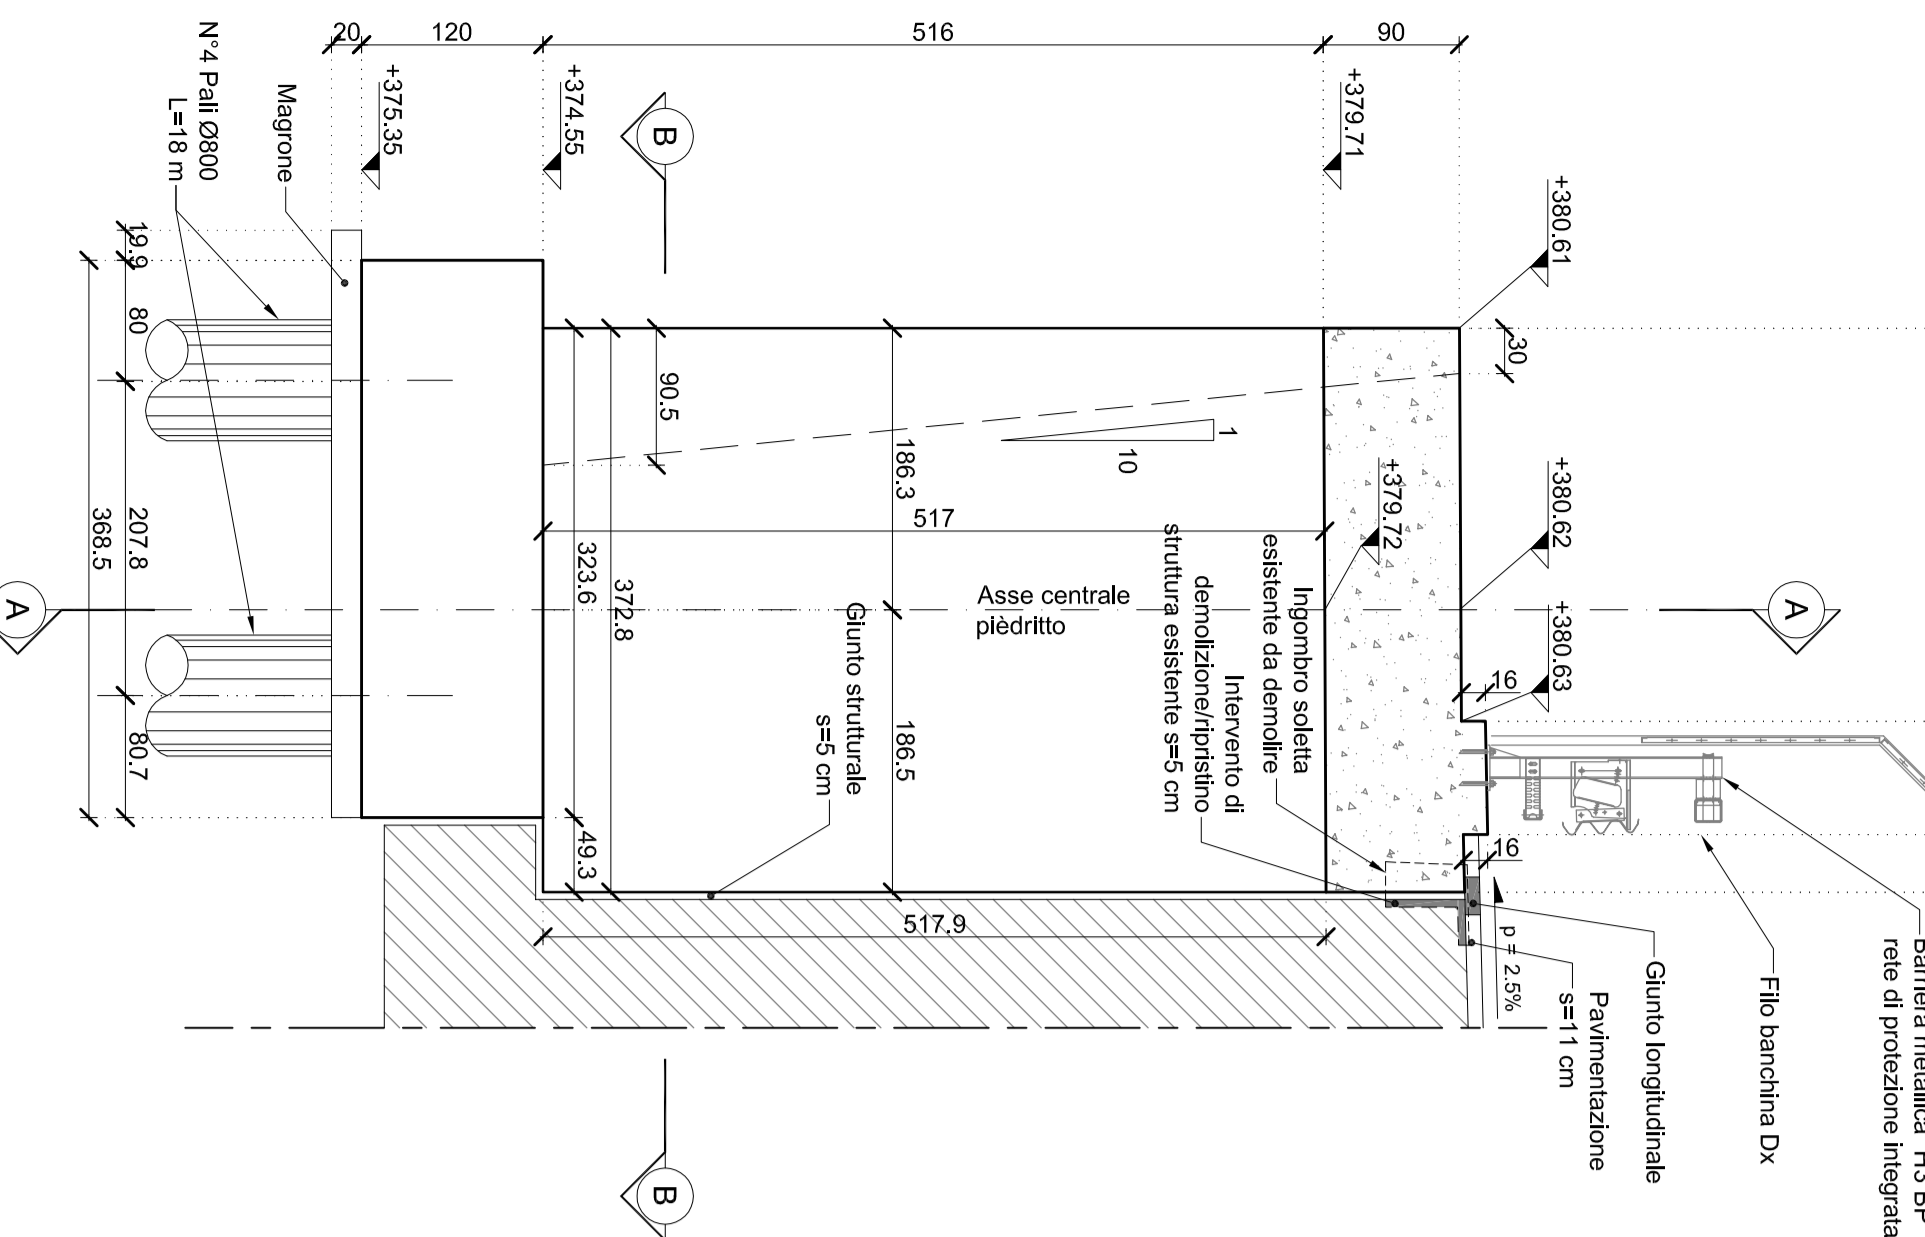 20
120
516
90
N°4 Pali Ø800
L=18 m
Magrone
+375.35
+374.55
B
+379.71
+380.61
+380.62
+380.63
+379.72
30
16
16
1
10
90.5
186.3
517
323.6
372.8
186.5
49.3
517.9
19.9
80
207.8
80.7
368.5
A
A
Asse centrale
pièdritto
Giunto strutturale
s=5 cm
Ingombro soletta
esistente da demolire
Intervento di
demolizione/ripristino
struttura esistente s=5 cm
p = 2.5%
Pavimentazione
s=11 cm
Giunto longitudinale
Filo banchina Dx
Barriera metallica H3 BP
rete di protezione integrata
B